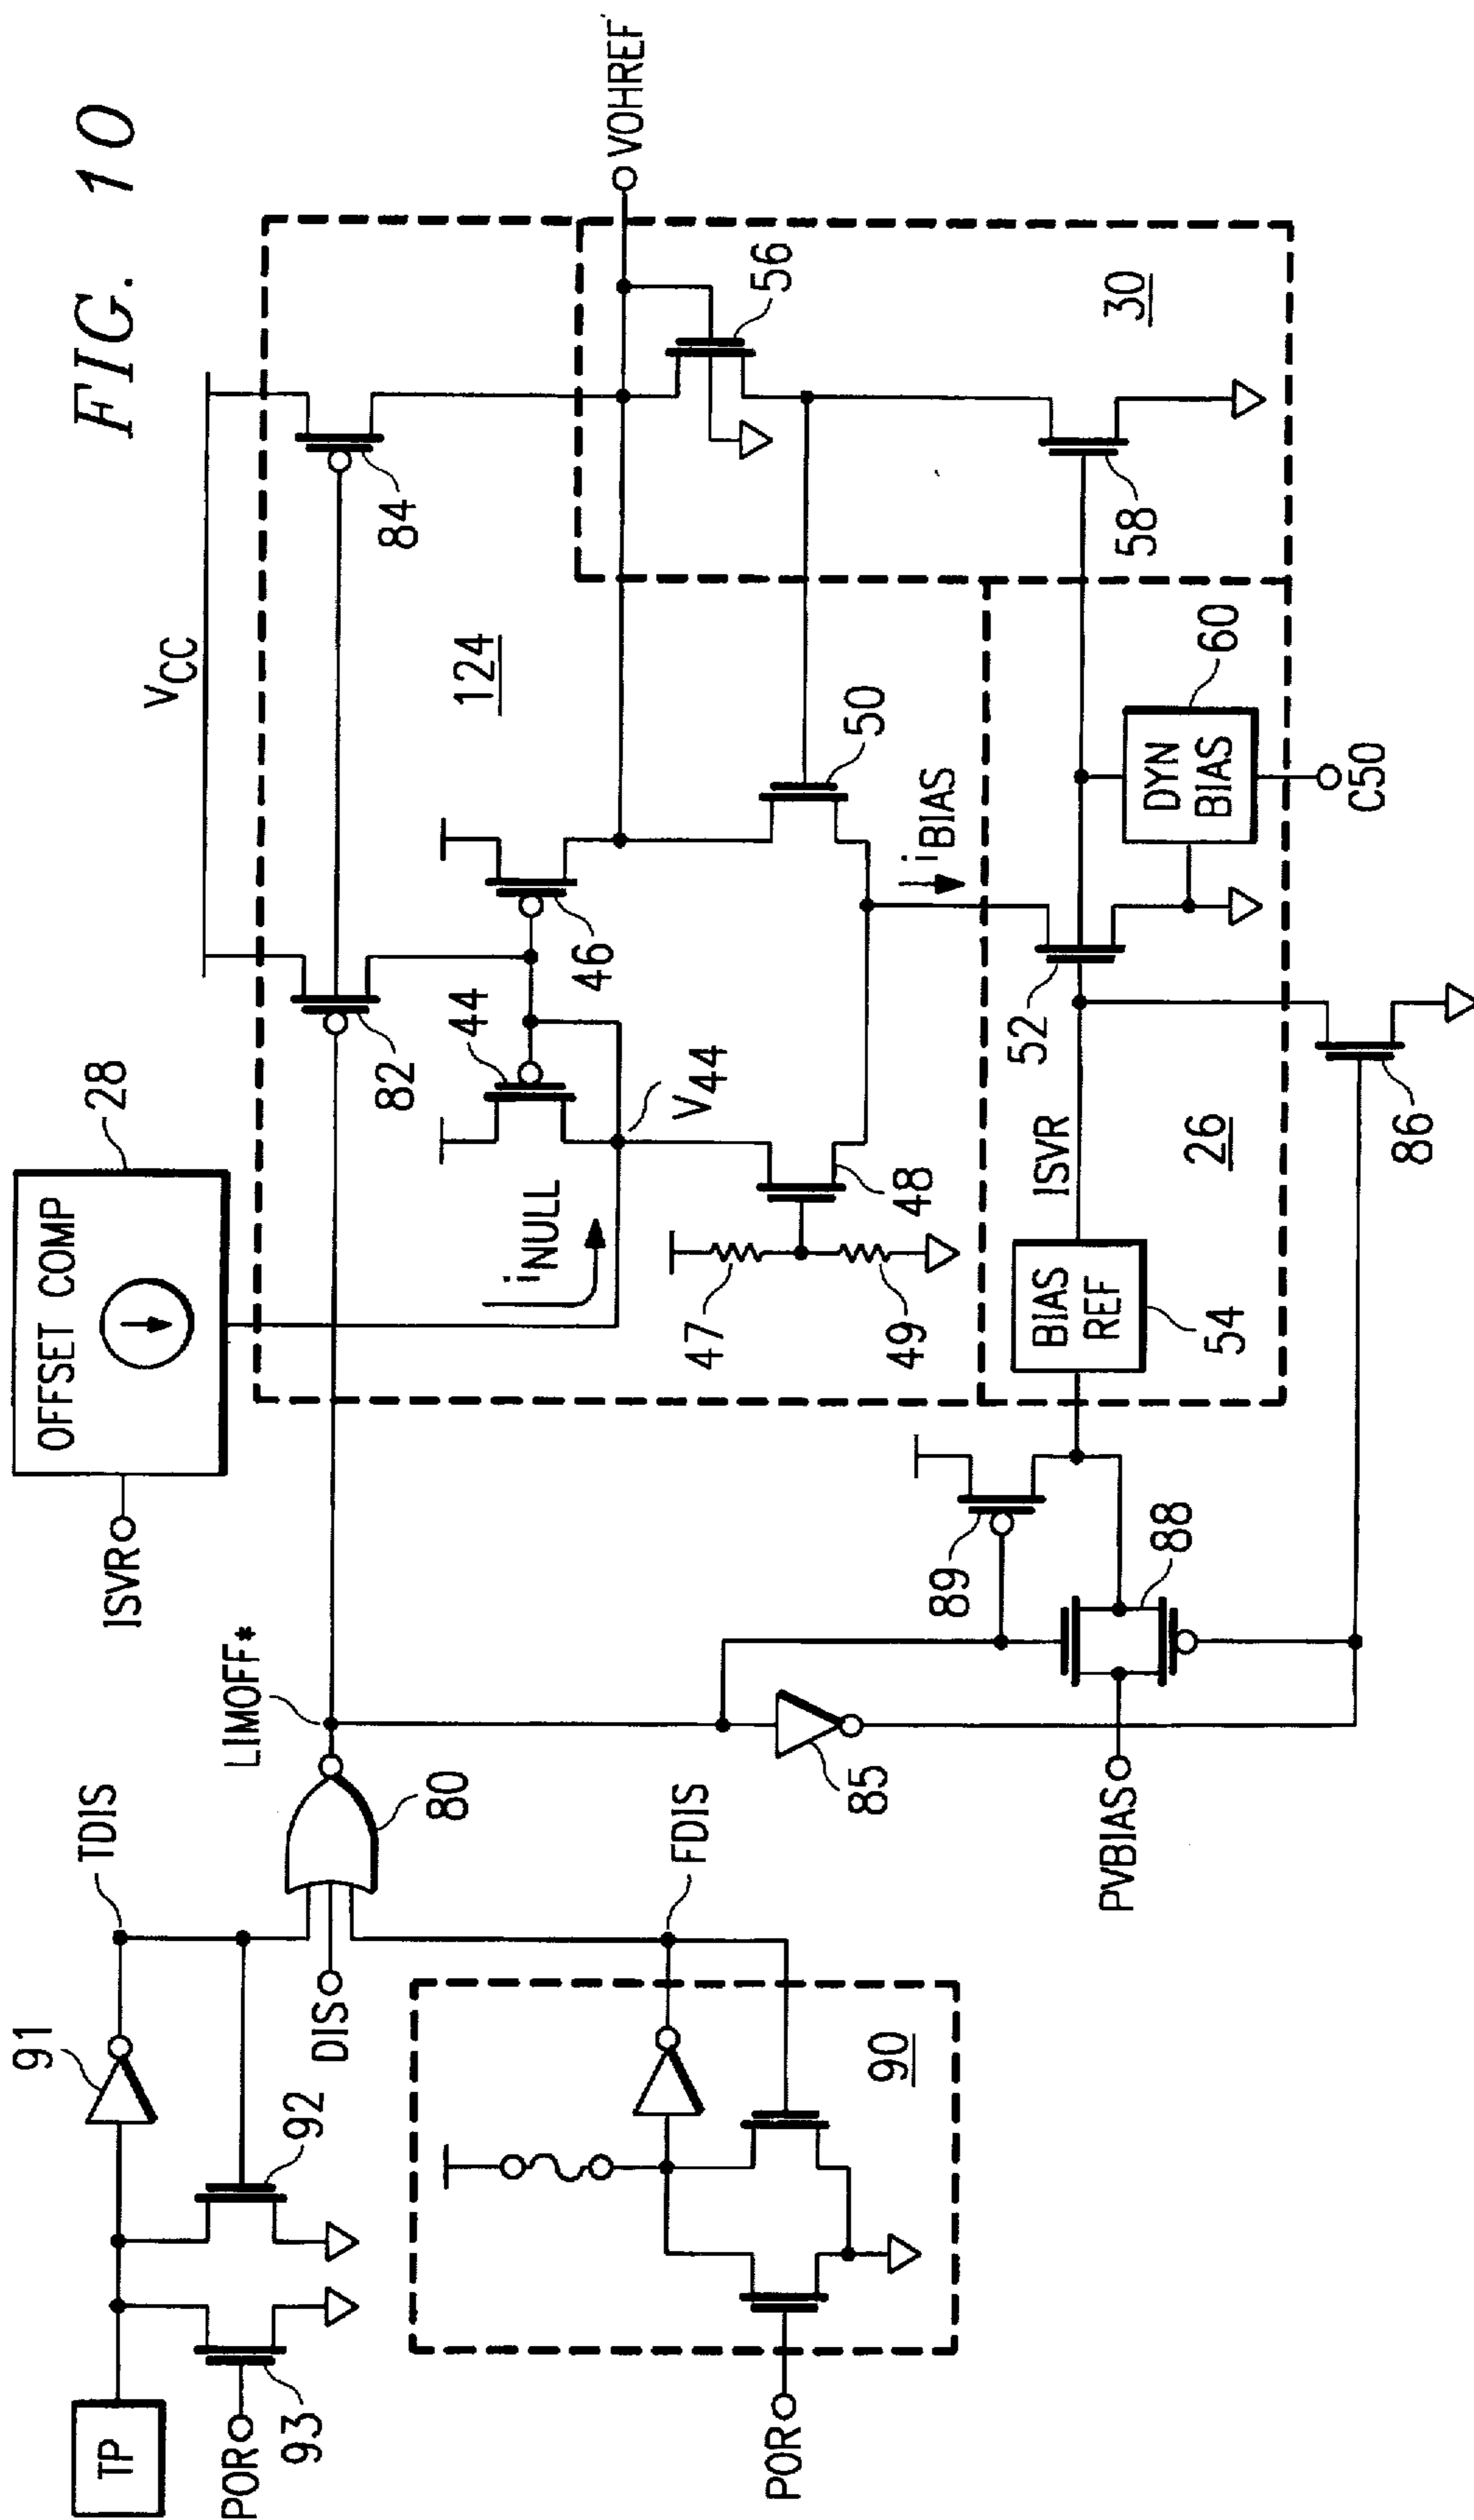 FIG. 10
ISVR
OFFSET COMP
28
VCC
LIMOFF*
82
84
124
iNULL
44
46
V44
VOHREF
56
47
49
48
50
iBIAS
30
BIAS
REF
54
ISVR
52
26
DYN
BIAS
60
58
C50
86
TP
91
TDIS
92
POR
93
DIS
80
FDIS
90
POR
85
89
88
PVBIAS